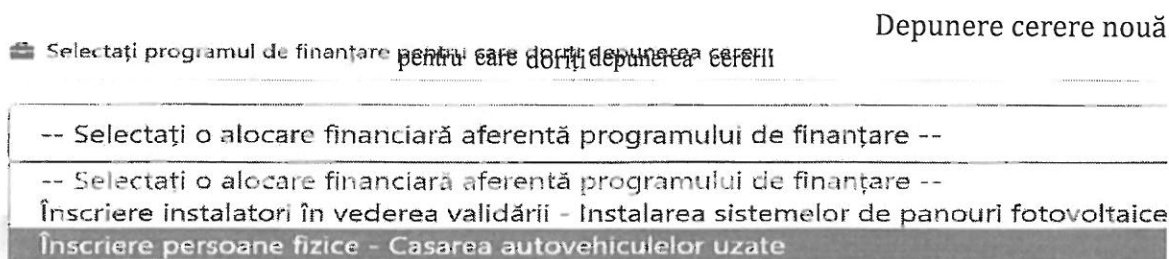 Depunere cerere nouă
Selectați programul de finanțare pentru care doriți depunerea cererii
-- Selectați o alocare financiară aferentă programului de finanțare --
-- Selectați o alocare financiară aferentă programului de finanțare --
Înscriere instalatori în vederea validării - Instalarea sistemelor de panouri fotovoltaice
Înscriere persoane fizice - Casarea autovehiculelor uzate